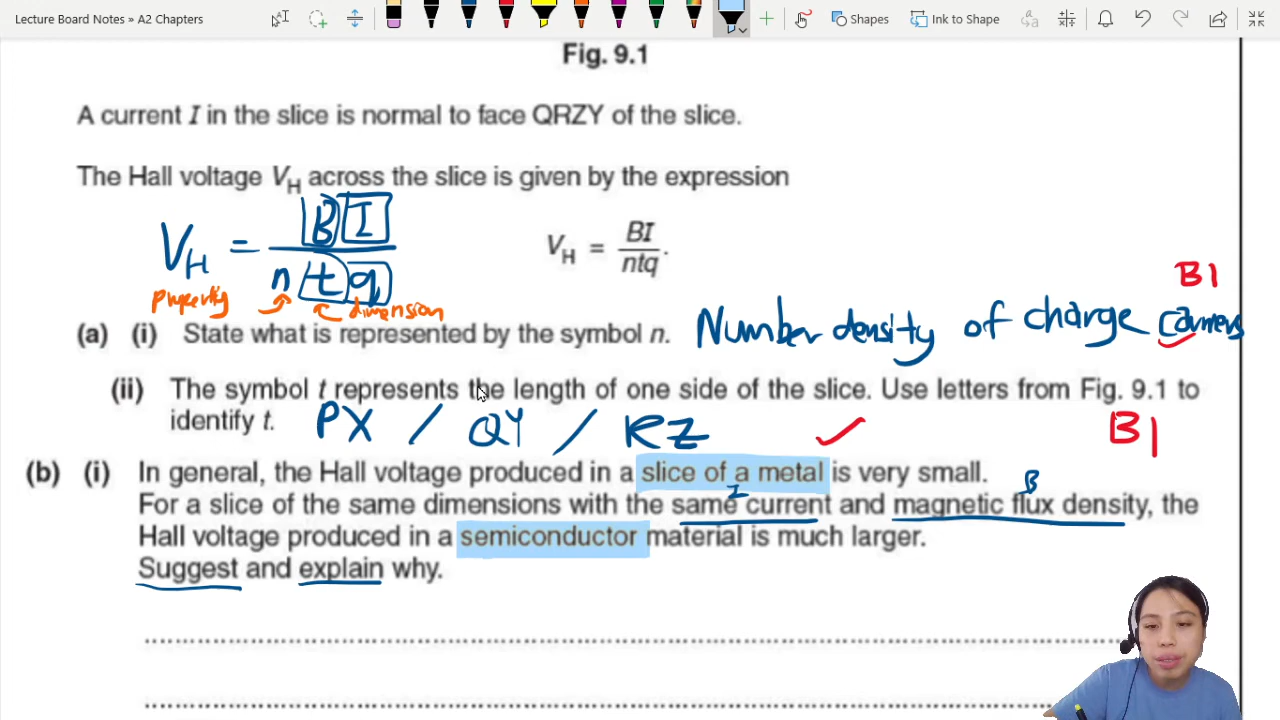 Lecture Board Notes » A2 Chapters
Shapes
Ink to Shape
Fig. 9.1
A current I in the slice is normal to face QRZY of the slice.
The Hall voltage VH across the slice is given by the expression
VH = BI / ntq
VH = BI / ntq.
property
dimension
B1
(a) (i) State what is represented by the symbol n.
Number density of charge carriers
(ii) The symbol t represents the length of one side of the slice. Use letters from Fig. 9.1 to
identify t.
PX / QY / RZ ✓ B1
(b) (i) In general, the Hall voltage produced in a slice of a metal is very small.
I B
For a slice of the same dimensions with the same current and magnetic flux density, the
Hall voltage produced in a semiconductor material is much larger.
Suggest and explain why.